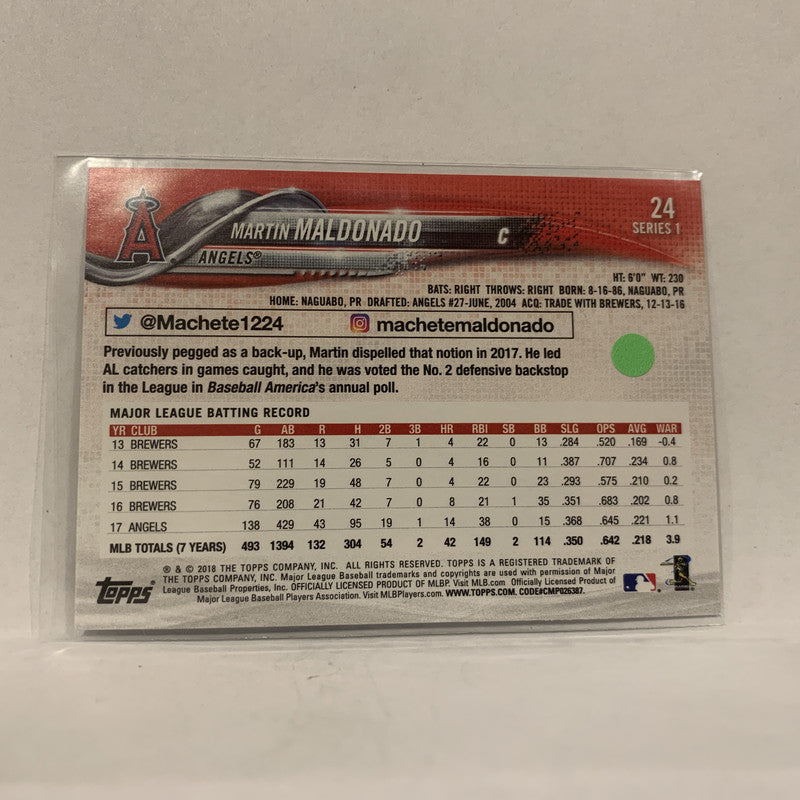 24
SERIES 1
A
MARTIN MALDONADO C
ANGELS®
HT: 6'0" WT: 230
BATS: RIGHT THROWS: RIGHT BORN: 8-16-86, NAGUABO, PR
HOME: NAGUABO, PR DRAFTED: ANGELS #27-JUNE, 2004 ACQ: TRADE WITH BREWERS, 12-13-16
@Machete1224 machetemaldonado
Previously pegged as a back-up, Martin dispelled that notion in 2017. He led
AL catchers in games caught, and he was voted the No. 2 defensive backstop
in the League in Baseball America's annual poll.
MAJOR LEAGUE BATTING RECORD
YR CLUB G AB R H 2B 3B HR RBI SB BB SLG OPS AVG WAR
13 BREWERS 67 183 13 31 7 1 4 22 0 13 .284 .520 .169 -0.4
14 BREWERS 52 111 14 26 5 0 4 16 0 11 .387 .707 .234 0.8
15 BREWERS 79 229 19 48 7 0 4 22 0 23 .293 .575 .210 0.2
16 BREWERS 76 208 21 42 7 0 8 21 1 35 .351 .683 .202 0.8
17 ANGELS 138 429 43 95 19 1 14 38 0 15 .368 .645 .221 1.1
MLB TOTALS (7 YEARS) 493 1394 132 304 54 2 42 149 2 114 .350 .642 .218 3.9
® & © 2018 THE TOPPS COMPANY, INC. ALL RIGHTS RESERVED. TOPPS IS A REGISTERED TRADEMARK OF
THE TOPPS COMPANY, INC. Major League Baseball trademarks and copyrights are used with permission of Major
League Baseball Properties, Inc. OFFICIALLY LICENSED PRODUCT OF MLBP. Visit MLB.com. Officially Licensed Product of
Major League Baseball Players Association. Visit MLBPlayers.com. WWW.TOPPS.COM. CODE#CMP026387.
TOPPS